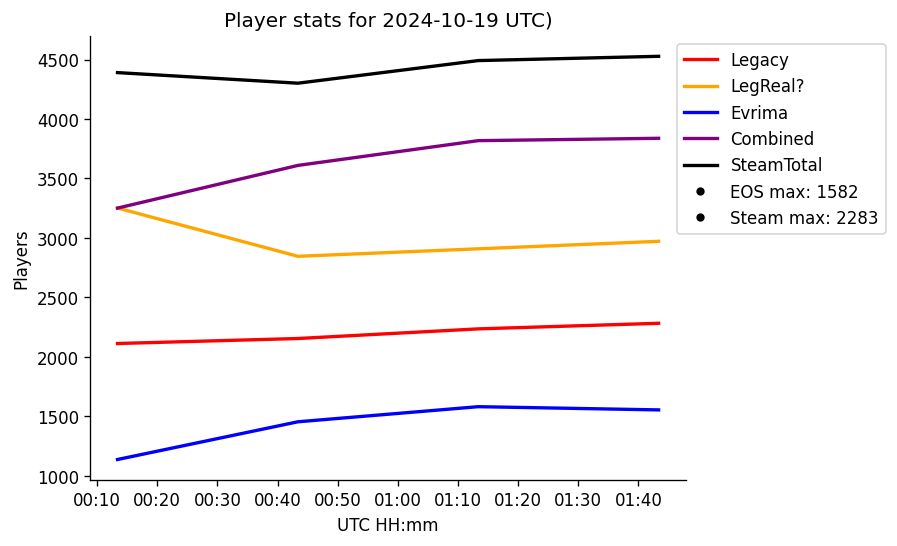 Player stats for 2024-10-19 UTC)
Legacy
LegReal?
Evrima
Combined
SteamTotal
EOS max: 1582
Steam max: 2283
Players
4500
4000
3500
3000
2500
2000
1500
1000
00:10 00:20 00:30 00:40 00:50 01:00 01:10 01:20 01:30 01:40
UTC HH:mm